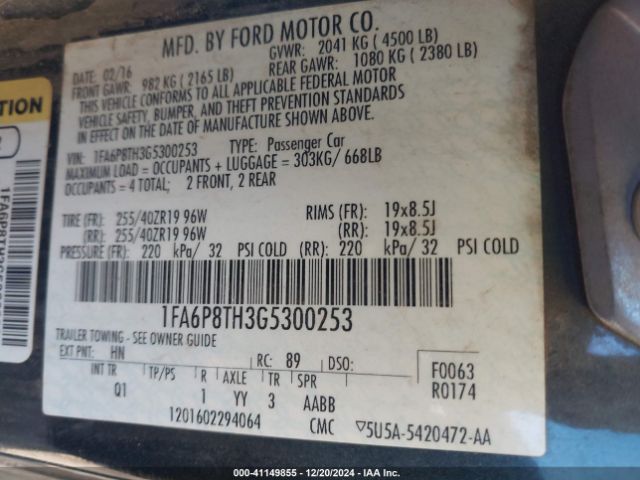 MFD. BY FORD MOTOR CO.
DATE: 02/16 GVWR: 2041 KG ( 4500 LB)
FRONT GAWR: 982 KG ( 2165 LB) REAR GAWR: 1080 KG ( 2380 LB)
THIS VEHICLE CONFORMS TO ALL APPLICABLE FEDERAL MOTOR
VEHICLE SAFETY, BUMPER, AND THEFT PREVENTION STANDARDS
IN EFFECT ON THE DATE OF MANUFACTURE SHOWN ABOVE.
VIN: 1FA6P8TH3G5300253 TYPE: Passenger Car
MAXIMUM LOAD = OCCUPANTS + LUGGAGE = 303KG/ 668LB
OCCUPANTS = 4 TOTAL; 2 FRONT, 2 REAR
TIRE (FR): 255/40ZR19 96W RIMS (FR): 19x8.5J
(RR): 255/40ZR19 96W (RR): 19x8.5J
PRESSURE (FR): 220 kPa/ 32 PSI COLD (RR): 220 kPa/ 32 PSI COLD
1FA6P8TH3G5300253
TRAILER TOWING - SEE OWNER GUIDE
EXT PNT: HN RC: 89 DSO: F0063
R0174
INT TR TP/PS R AXLE TR SPR
Q1 1 YY 3 AABB
1201602294064 CMC ▽5U5A-5420472-AA
000-41149855 - 12/20/2024 - IAAI.COM